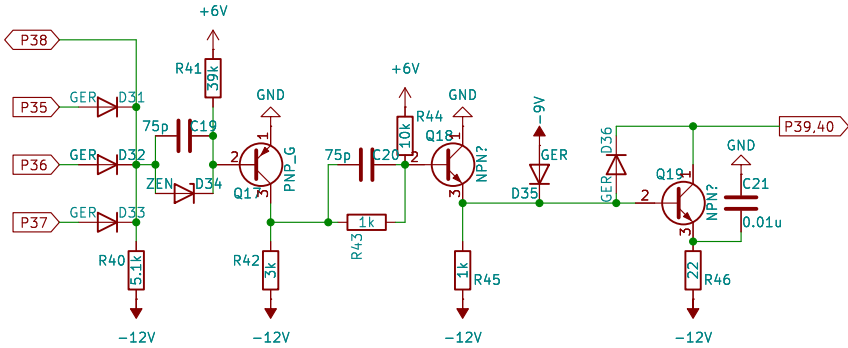 +6V
P38
R41
39k
+6V
GND
GND
-9V
P35
GER
D31
75p
C19
1
R44
10k
Q18
1
D36
P39,40
GND
P36
GER
D32
2
PNP_G
75p
C20
2
NPN?
GER
Q19
1
ZEN
D34
Q17
3
3
D35
GER
2
NPN?
C21
P37
GER
D33
1k
R43
3
0.01u
R40
5.1k
R42
3k
1k
R45
22
R46
-12V
-12V
-12V
-12V